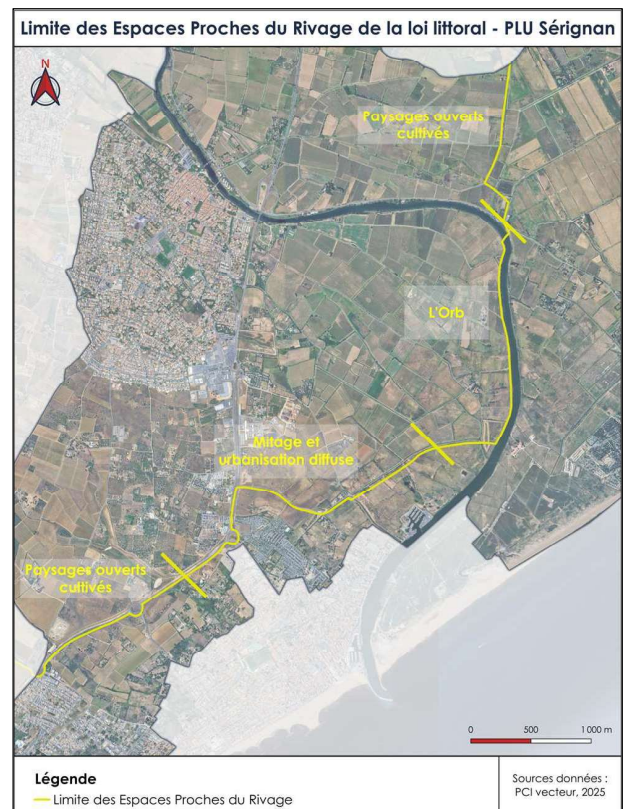 Limite des Espaces Proches du Rivage de la loi littoral - PLU Sérignan
N
Paysages ouverts
cultivés
L'Orb
Mitage et
urbanisation diffuse
Paysages ouverts
cultivés
0 500 1 000 m
Légende
Limite des Espaces Proches du Rivage
Sources données :
PCI vecteur, 2025